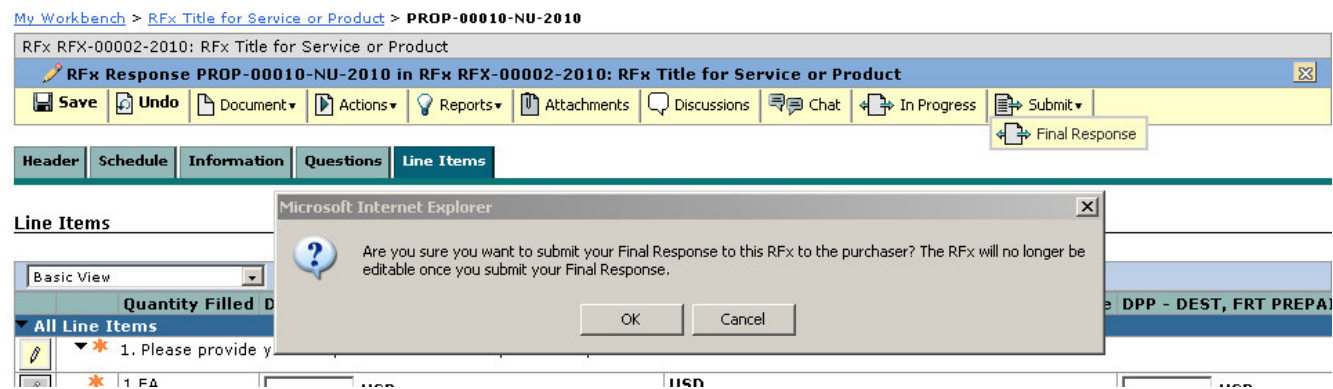 My Workbench > RFx Title for Service or Product > PROP-00010-NU-2010
RFx RFX-00002-2010: RFx Title for Service or Product
RFx Response PROP-00010-NU-2010 in RFx RFX-00002-2010: RFx Title for Service or Product
Save Undo Document Actions Reports Attachments Discussions Chat In Progress Submit
Final Response
Header Schedule Information Questions Line Items
Microsoft Internet Explorer
Line Items
Are you sure you want to submit your Final Response to this RFx to the purchaser? The RFx will no longer be
editable once you submit your Final Response.
Basic View
Quantity Filled D DPP - DEST, FRT PREPAI
OK Cancel
All Line Items
1. Please provide y
1 EA USD USD USD